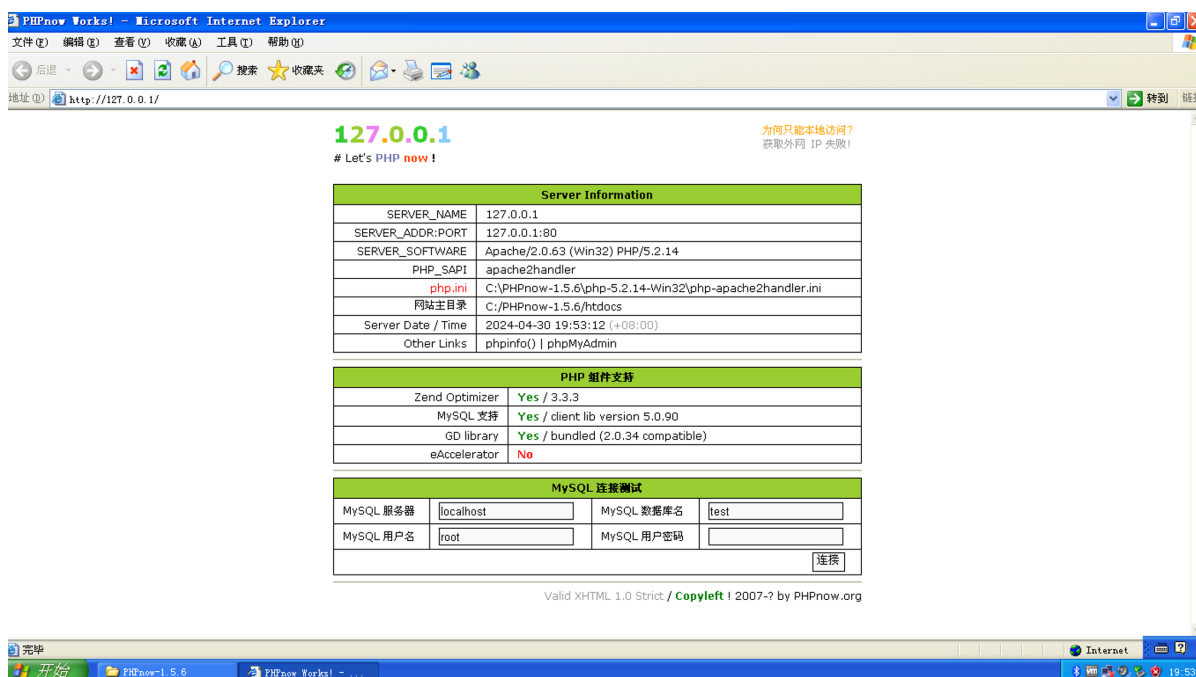 PHPnow Works! - Microsoft Internet Explorer
文件(F) 编辑(E) 查看(V) 收藏(A) 工具(T) 帮助(H)
后退 搜索 收藏夹
地址(D) http://127.0.0.1/ 转到 链接
127.0.0.1 为何只能本地访问?
# Let's PHP now ! 获取外网 IP 失败!
Server Information
SERVER_NAME 127.0.0.1
SERVER_ADDR:PORT 127.0.0.1:80
SERVER_SOFTWARE Apache/2.0.63 (Win32) PHP/5.2.14
PHP_SAPI apache2handler
php.ini C:\PHPnow-1.5.6\php-5.2.14-Win32\php-apache2handler.ini
网站主目录 C:/PHPnow-1.5.6/htdocs
Server Date / Time 2024-04-30 19:53:12 (+08:00)
Other Links phpinfo() | phpMyAdmin
PHP 组件支持
Zend Optimizer Yes / 3.3.3
MySQL 支持 Yes / client lib version 5.0.90
GD library Yes / bundled (2.0.34 compatible)
eAccelerator No
MySQL 连接测试
MySQL 服务器 localhost MySQL 数据库名 test
MySQL 用户名 root MySQL 用户密码
连接
Valid XHTML 1.0 Strict / Copyleft ! 2007-? by PHPnow.org
完毕 Internet
开始 PHPnow-1.5.6 PHPnow Works! - ... 19:53